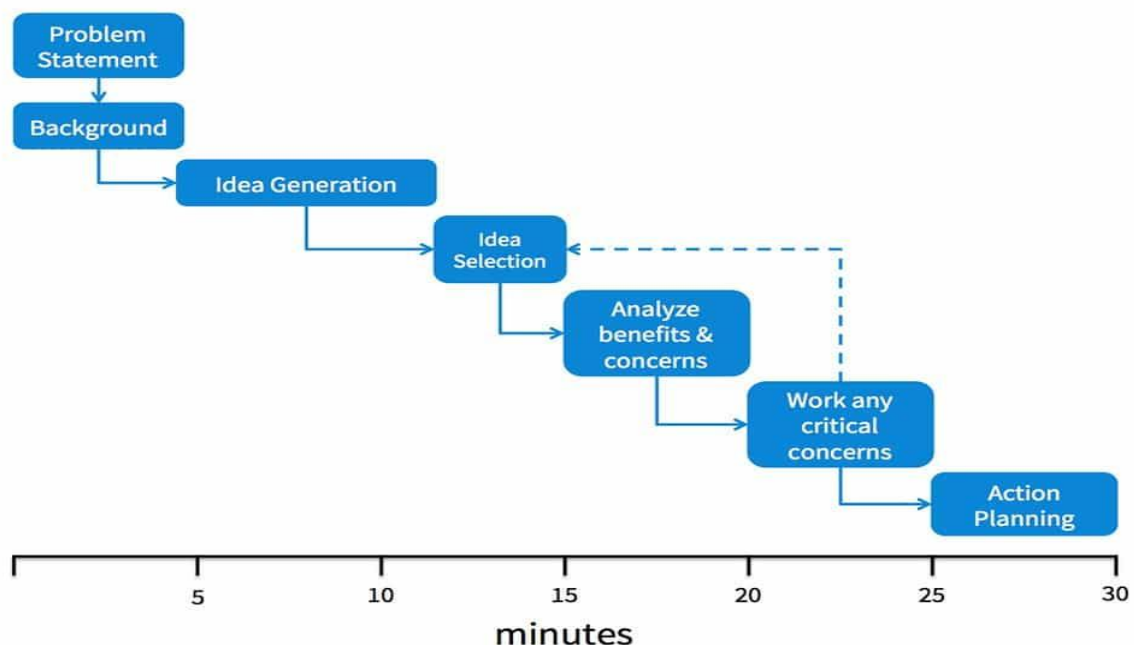 Problem
Statement
Background
Idea Generation
Idea
Selection
Analyze
benefits &
concerns
Work any
critical
concerns
Action
Planning
5 10 15 20 25 30
minutes